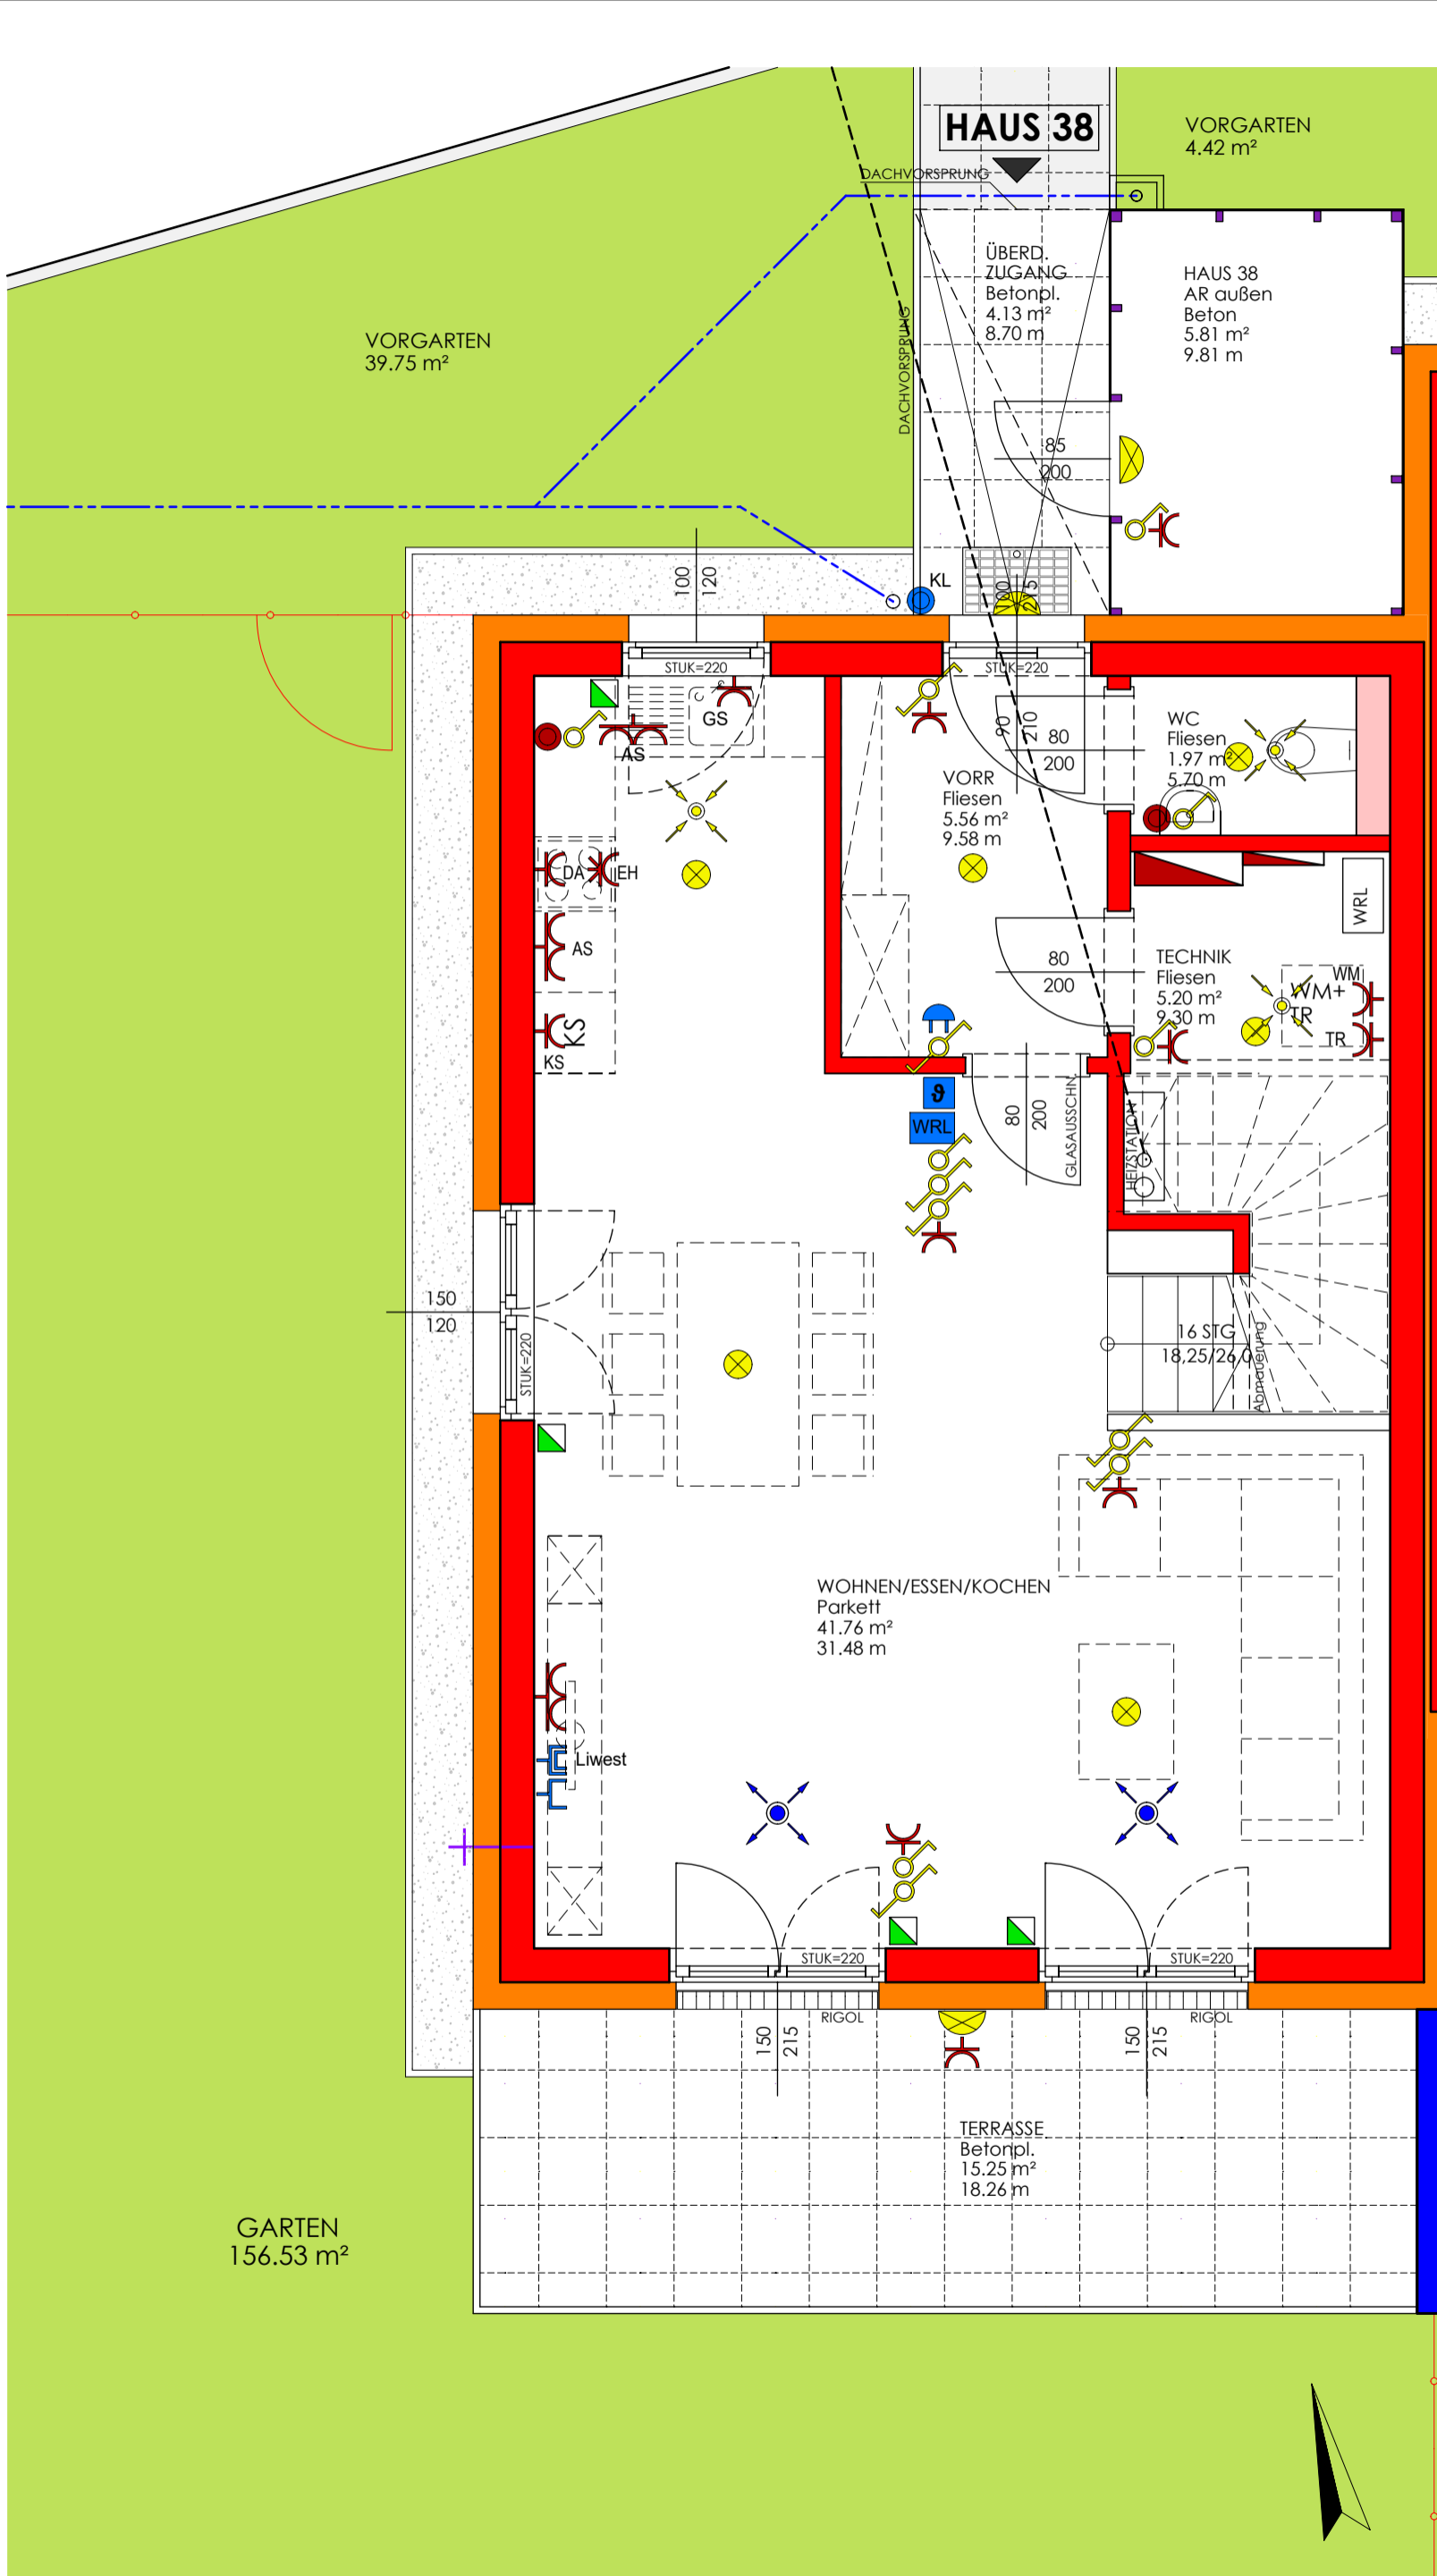 HAUS 38
VORGARTEN
4.42 m²
DACHVORSPRUNG
ÜBERD.
ZUGANG
Betonpl.
4.13 m²
8.70 m
HAUS 38
AR außen
Beton
5.81 m²
9.81 m
VORGARTEN
39.75 m²
DACHVORSPRUNG
85
200
KL
100
120
STUK=220
STUK=220
215
GS
AS
90
210
80
200
WC
Fliesen
1.97 m²
5.70 m
VORR
Fliesen
5.56 m²
9.58 m
DA
EH
AS
WRL
80
200
TECHNIK
Fliesen
5.20 m²
9.30 m
WM
WM+
TR
TR
KS
KS
ϑ
WRL
80
200
GLASAUSSCHN.
HEIZSTATION
150
120
STUK=220
16 STG
18,25/26,0
Abmauerung
WOHNEN/ESSEN/KOCHEN
Parkett
41.76 m²
31.48 m
Liwest
STUK=220
STUK=220
RIGOL
RIGOL
150
215
150
215
TERRASSE
Betonpl.
15.25 m²
18.26 m
GARTEN
156.53 m²